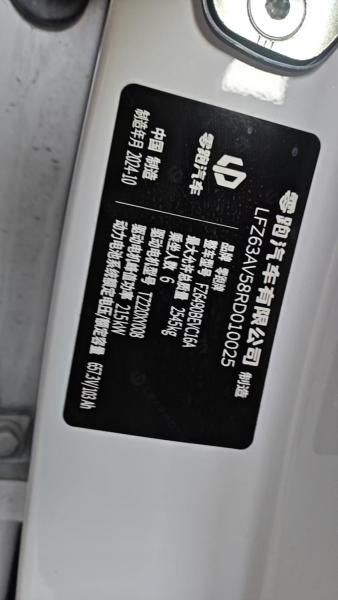 零跑汽车有限公司 制造
LFZ63AV58RD010025
品牌 零跑牌
整车型号 FZ6490BEVC16A
最大允许总质量 2545kg
乘坐人数 6
驱动电机型号 TZ220XY008
驱动电机峰值功率 215kW
动力电池系统额定电压/额定容量 657.3V/103Ah
零跑汽车
中国 制造
制造年月 2024-10